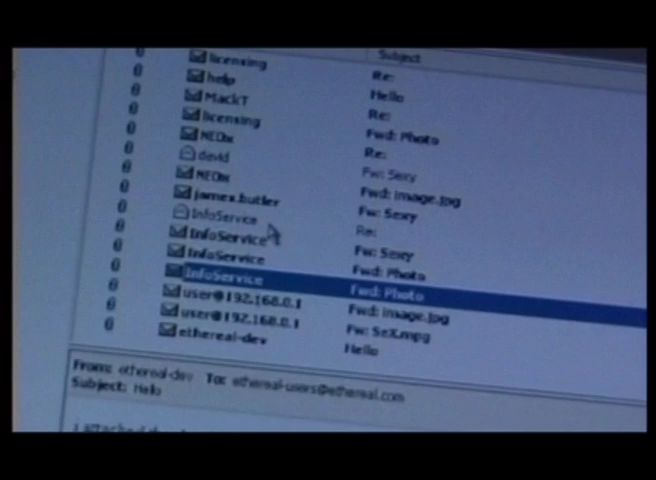 Subject
licensing Re:
help Hello
MackT Re:
licensing Fwd: Photo
NEOx Re:
david Fw: Sexy
NEOx Fwd: image.jpg
james.butler Fw: Sexy
InfoService Re:
InfoService Fw: Sexy
InfoService Fwd: Photo
InfoService Fwd: Photo
user@192.168.0.1 Fwd: image.jpg
user@192.168.0.1 Fw: SeX.mpg
ethereal-dev Hello
From: ethereal-dev To: ethereal-users@ethereal.com
Subject: Hello